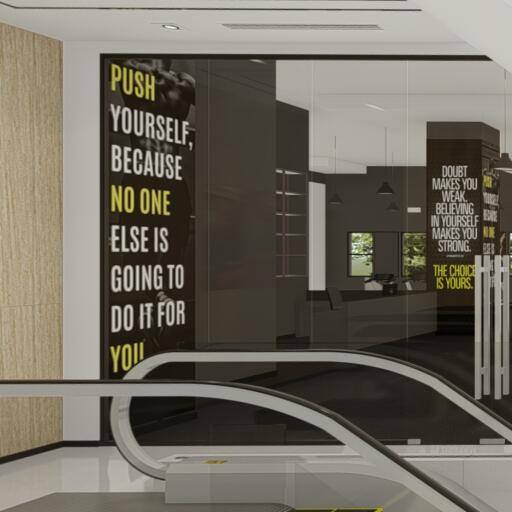 PUSH
YOURSELF,
BECAUSE
NO ONE
ELSE IS
GOING TO
DO IT FOR
YOU
DOUBT
MAKES YOU
WEAK.
BELIEVING
IN YOURSELF
MAKES YOU
STRONG.
THE CHOICE
IS YOURS.